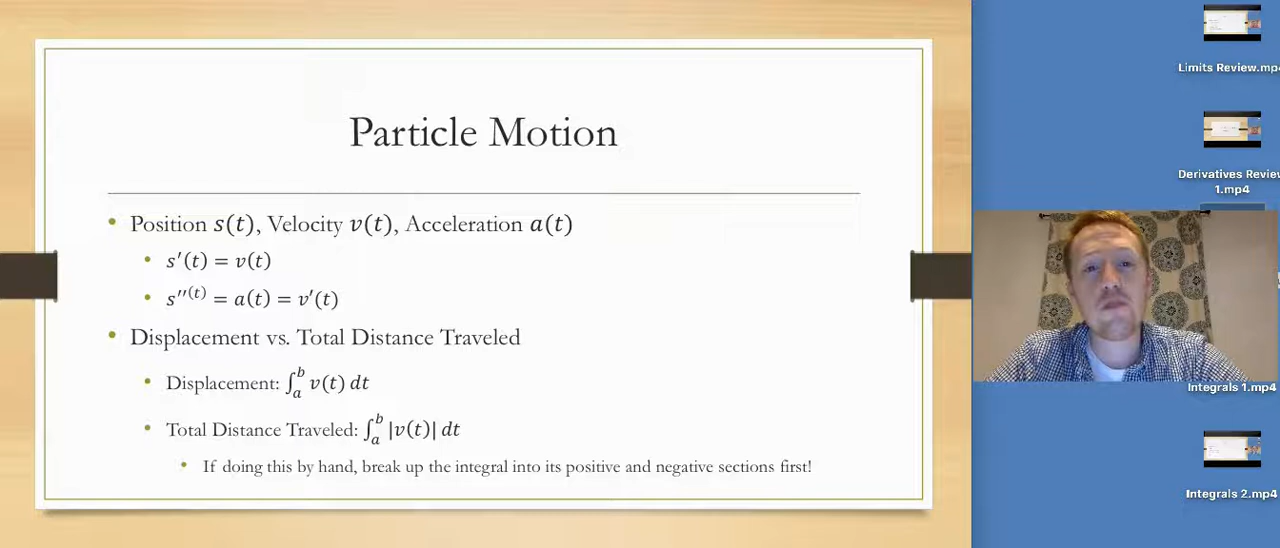 Particle Motion
Position s(t), Velocity v(t), Acceleration a(t)
s′(t) = v(t)
s′′⁽ᵗ⁾ = a(t) = v′(t)
Displacement vs. Total Distance Traveled
Displacement: ∫ₐᵇ v(t) dt
Total Distance Traveled: ∫ₐᵇ |v(t)| dt
If doing this by hand, break up the integral into its positive and negative sections first!
Limits Review.mp4
Derivatives Review
1.mp4
Integrals 1.mp4
Integrals 2.mp4